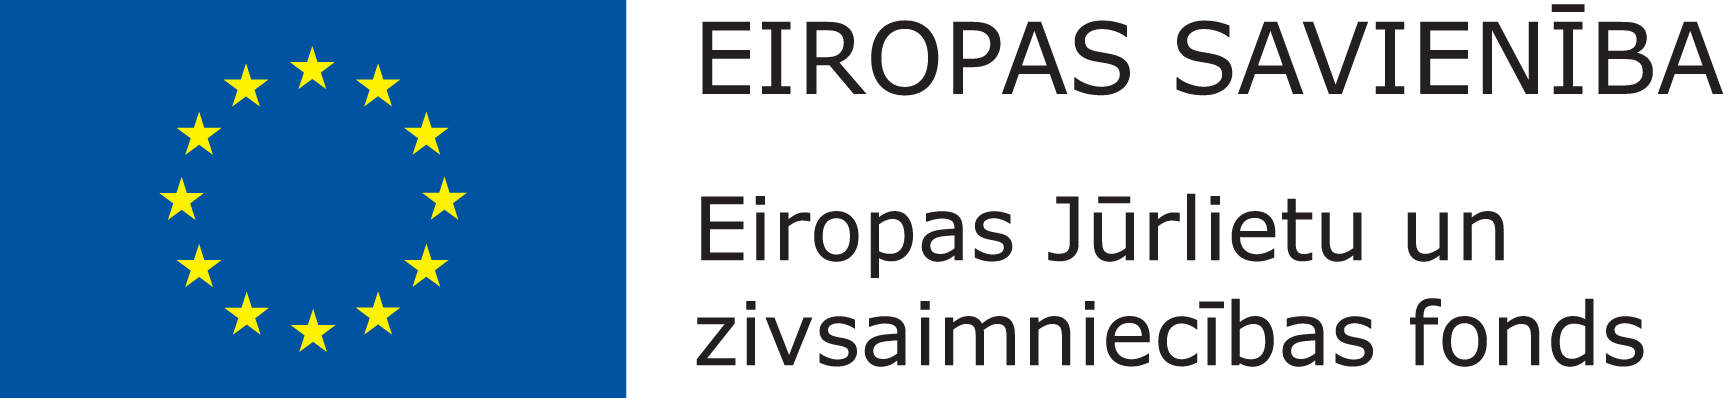 EIROPAS SAVIENĪBA
Eiropas Jūrlietu un
zivsaimniecības fonds